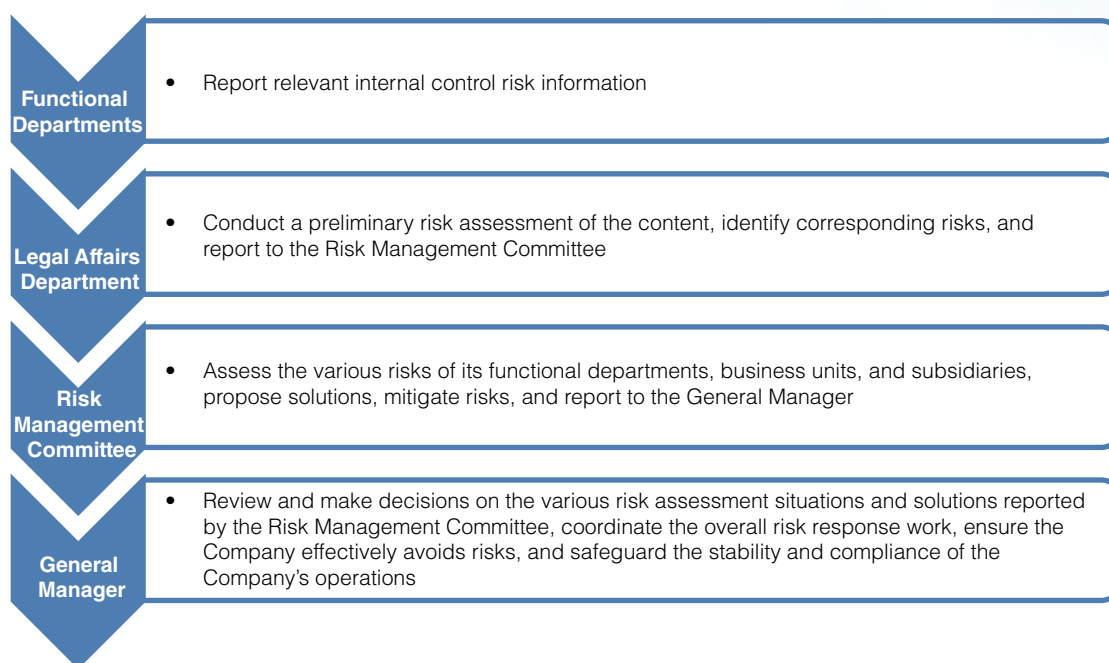 Functional
Departments
• Report relevant internal control risk information
Legal Affairs
Department
• Conduct a preliminary risk assessment of the content, identify corresponding risks, and
report to the Risk Management Committee
Risk
Management
Committee
• Assess the various risks of its functional departments, business units, and subsidiaries,
propose solutions, mitigate risks, and report to the General Manager
General
Manager
• Review and make decisions on the various risk assessment situations and solutions reported
by the Risk Management Committee, coordinate the overall risk response work, ensure the
Company effectively avoids risks, and safeguard the stability and compliance of the
Company’s operations